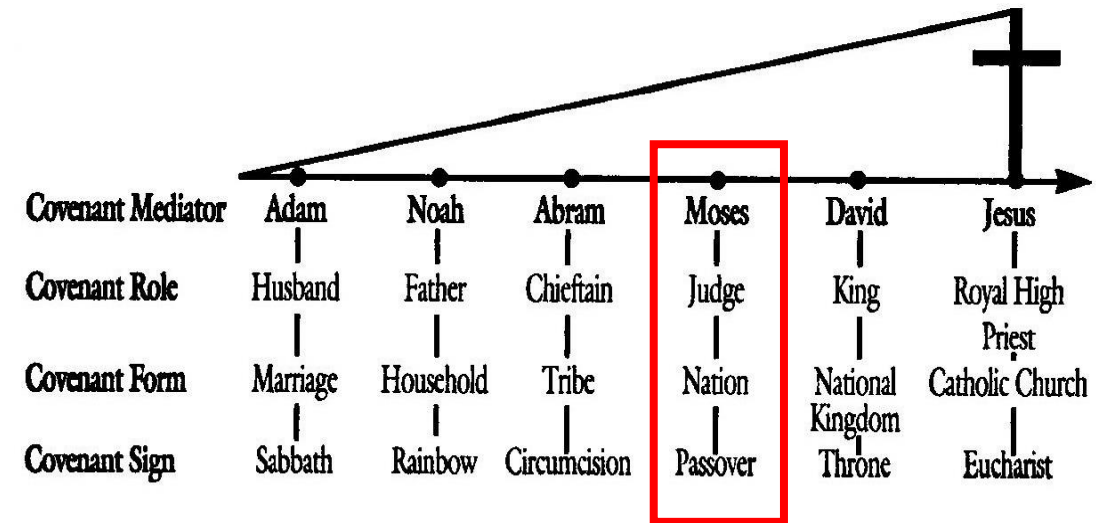 Covenant Mediator Adam Noah Abram Moses David Jesus
Covenant Role Husband Father Chieftain Judge King Royal High
Priest
Covenant Form Marriage Household Tribe Nation National Catholic Church
Kingdom
Covenant Sign Sabbath Rainbow Circumcision Passover Throne Eucharist